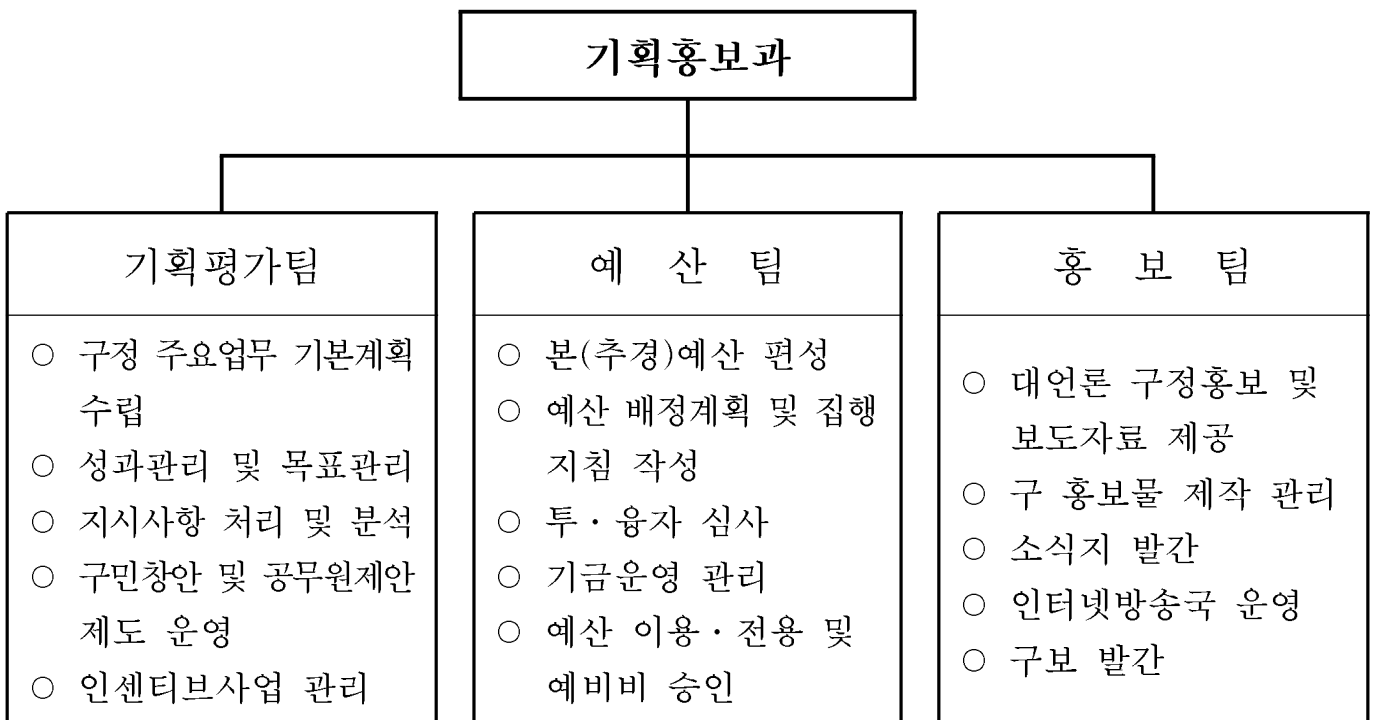 기획홍보과
기획평가팀
○ 구정 주요업무 기본계획
수립
○ 성과관리 및 목표관리
○ 지시사항 처리 및 분석
○ 구민창안 및 공무원제안
제도 운영
○ 인센티브사업 관리
예 산 팀
○ 본(추경)예산 편성
○ 예산 배정계획 및 집행
지침 작성
○ 투·융자 심사
○ 기금운영 관리
○ 예산 이용·전용 및
예비비 승인
홍 보 팀
○ 대언론 구정홍보 및
보도자료 제공
○ 구 홍보물 제작 관리
○ 소식지 발간
○ 인터넷방송국 운영
○ 구보 발간